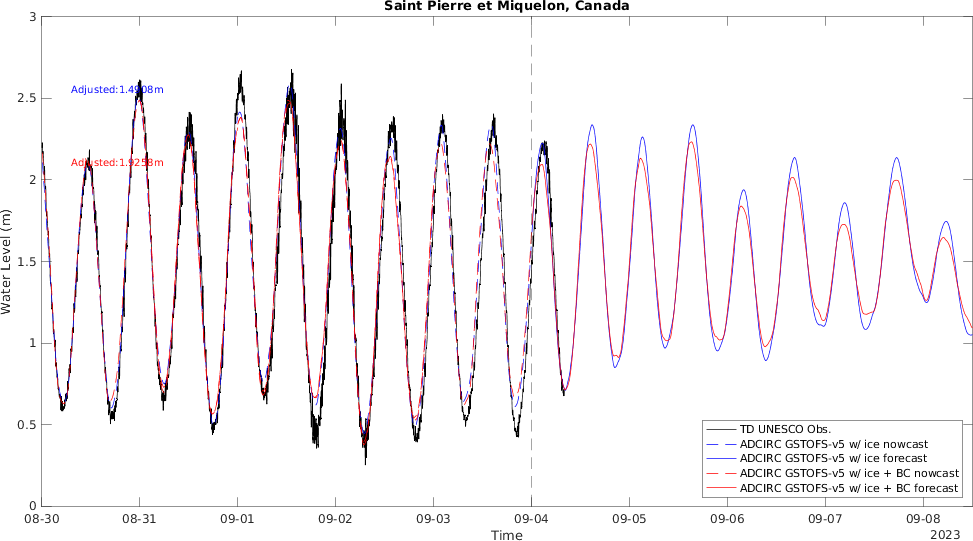 Saint Pierre et Miquelon, Canada
3
2.5
2
1.5
1
0.5
0
Water Level (m)
Adjusted:1.4908m
Adjusted:1.9258m
TD UNESCO Obs.
ADCIRC GSTOFS-v5 w/ ice nowcast
ADCIRC GSTOFS-v5 w/ ice forecast
ADCIRC GSTOFS-v5 w/ ice + BC nowcast
ADCIRC GSTOFS-v5 w/ ice + BC forecast
08-30 08-31 09-01 09-02 09-03 09-04 09-05 09-06 09-07 09-08
Time
2023